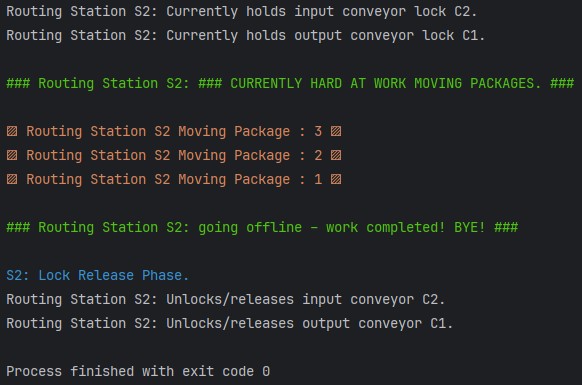 Routing Station S2: Currently holds input conveyor lock C2.
Routing Station S2: Currently holds output conveyor lock C1.
### Routing Station S2: ### CURRENTLY HARD AT WORK MOVING PACKAGES. ###
▨ Routing Station S2 Moving Package : 3 ▨
▨ Routing Station S2 Moving Package : 2 ▨
▨ Routing Station S2 Moving Package : 1 ▨
### Routing Station S2: going offline – work completed! BYE! ###
S2: Lock Release Phase.
Routing Station S2: Unlocks/releases input conveyor C2.
Routing Station S2: Unlocks/releases output conveyor C1.
Process finished with exit code 0